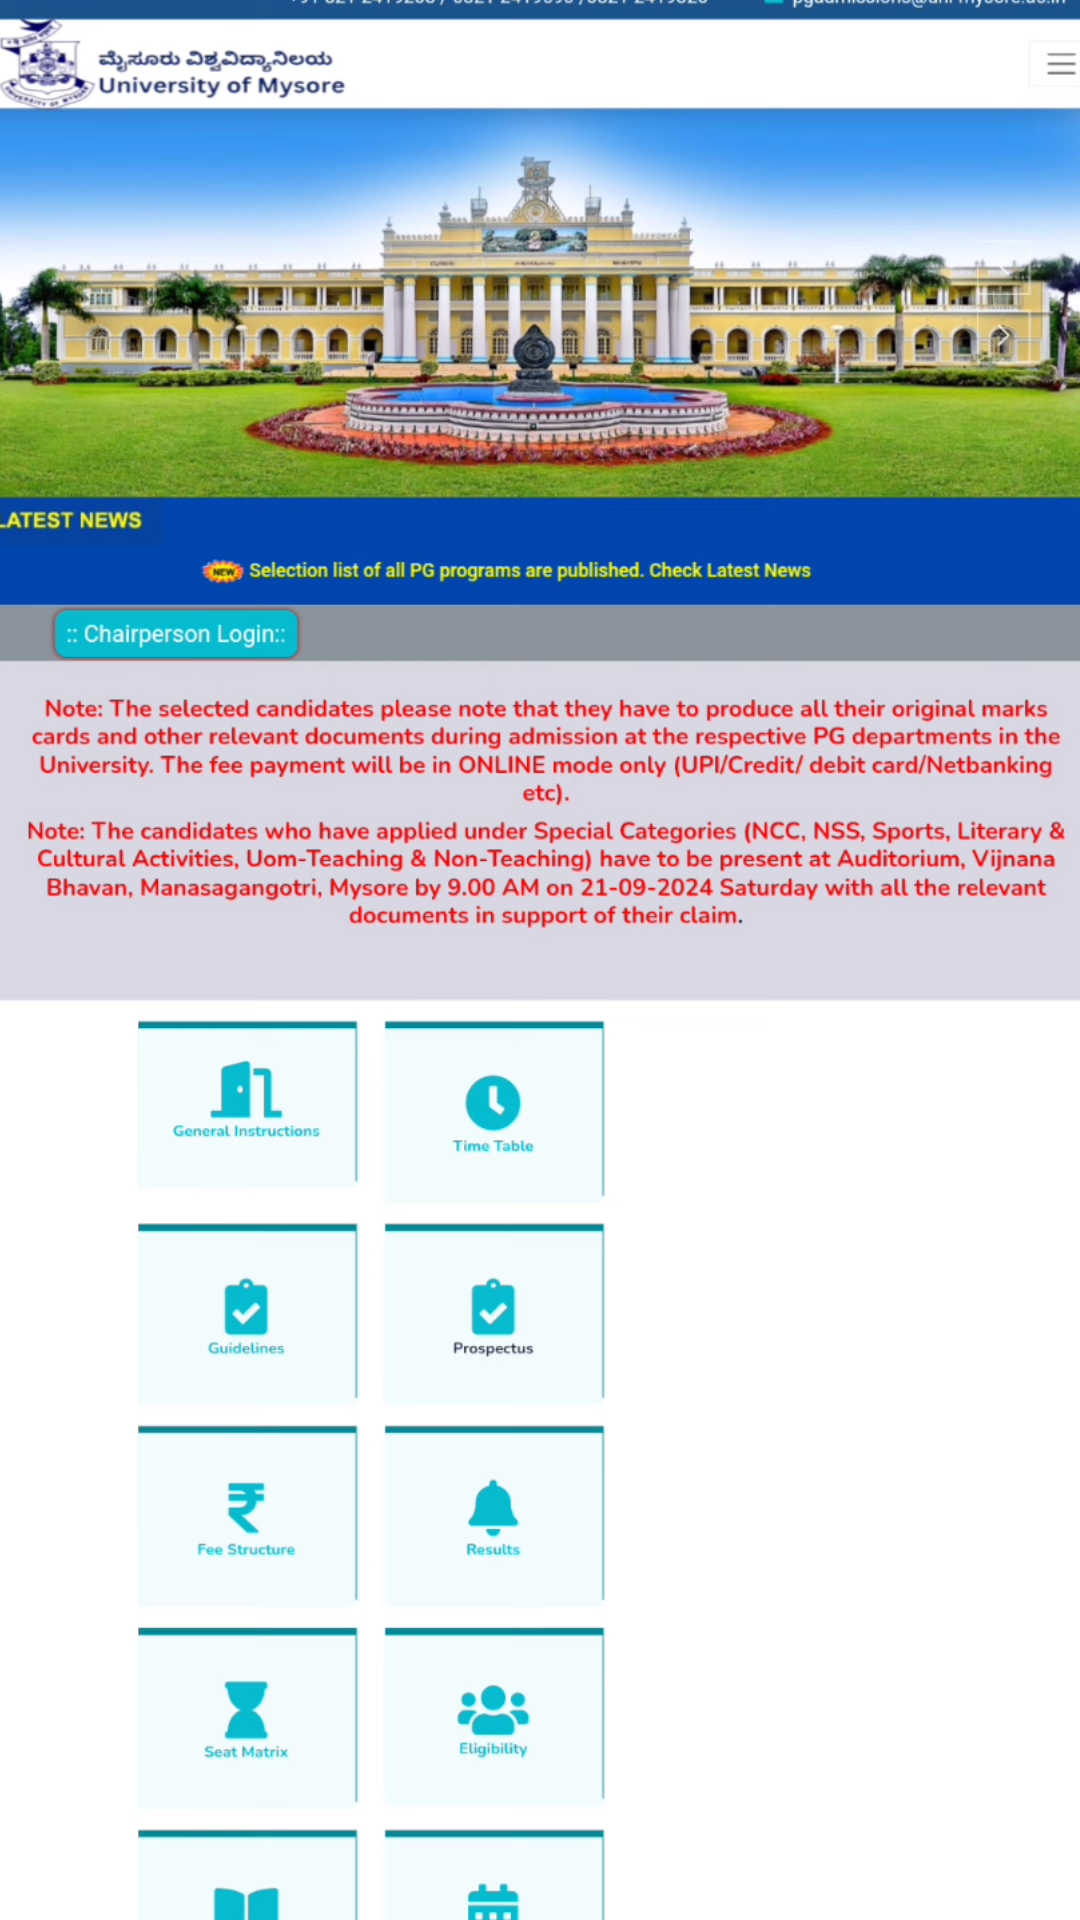 ಮೈಸೂರು ವಿಶ್ವವಿದ್ಯಾನಿಲಯ
University of Mysore
LATEST NEWS
NEW Selection list of all PG programs are published. Check Latest News
:: Chairperson Login::
Note: The selected candidates please note that they have to produce all their original marks
cards and other relevant documents during admission at the respective PG departments in the
University. The fee payment will be in ONLINE mode only (UPI/Credit/ debit card/Netbanking
etc).
Note: The candidates who have applied under Special Categories (NCC, NSS, Sports, Literary &
Cultural Activities, Uom-Teaching & Non-Teaching) have to be present at Auditorium, Vijnana
Bhavan, Manasagangotri, Mysore by 9.00 AM on 21-09-2024 Saturday with all the relevant
documents in support of their claim.
General Instructions
Time Table
Guidelines
Prospectus
Fee Structure
Results
Seat Matrix
Eligibility